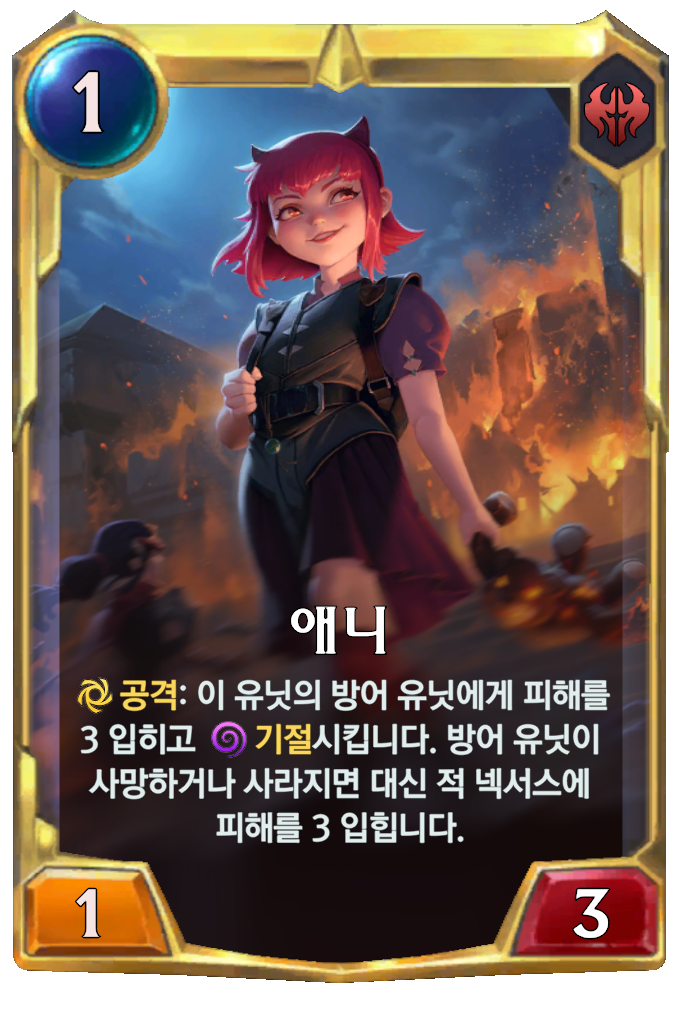 1
애니
공격: 이 유닛의 방어 유닛에게 피해를
3 입히고 기절시킵니다. 방어 유닛이
사망하거나 사라지면 대신 적 넥서스에
피해를 3 입힙니다.
1
3